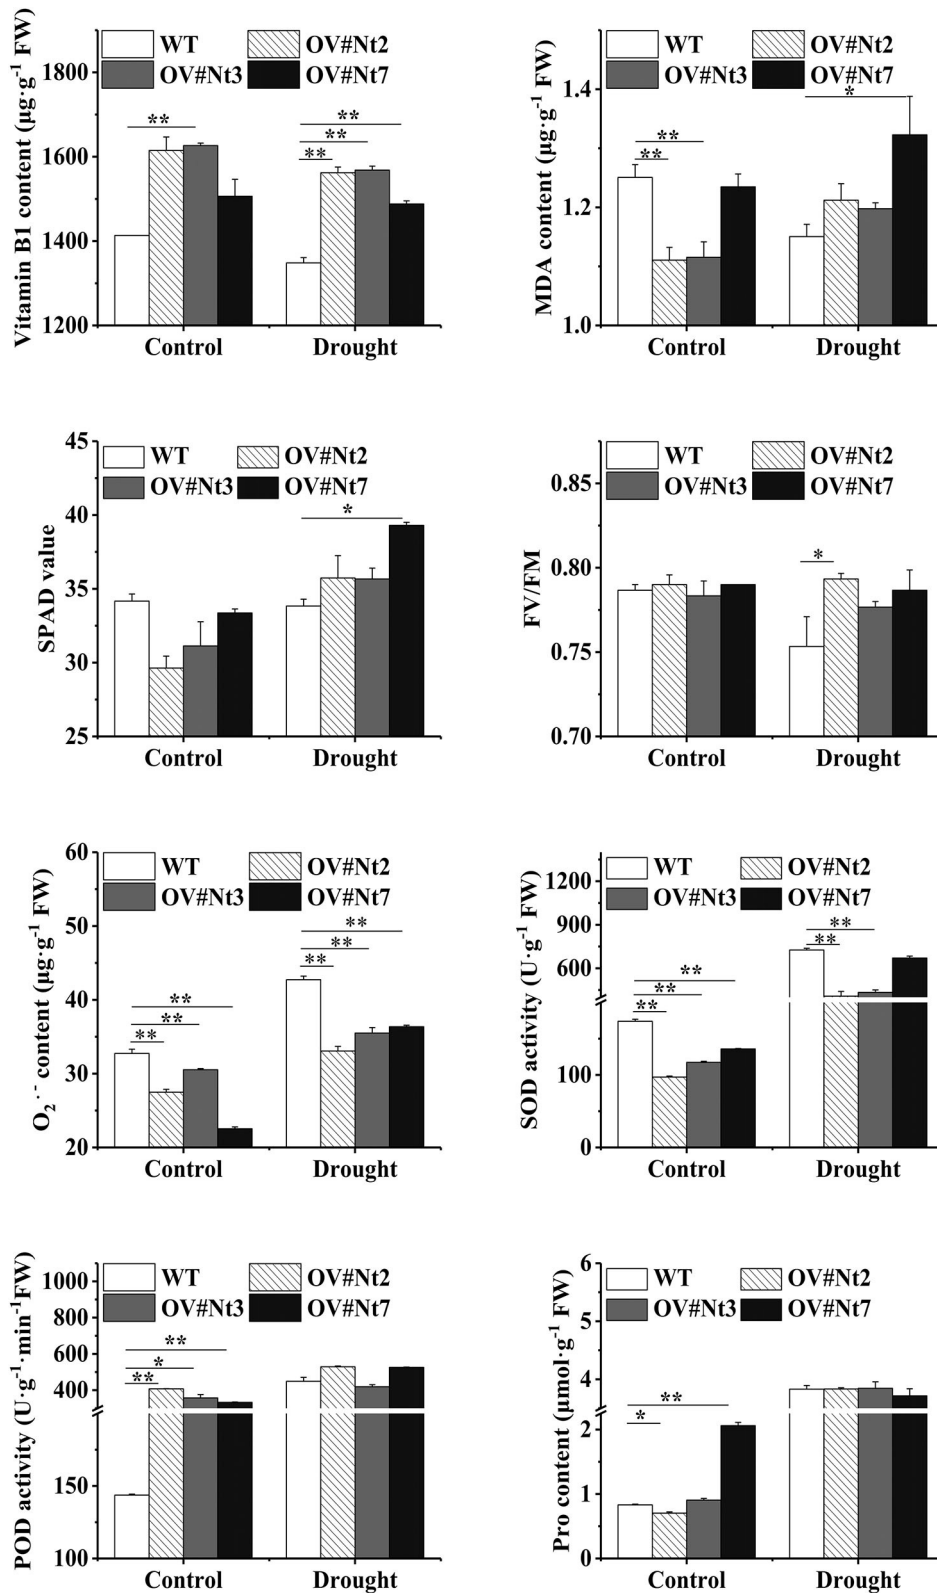 Vitamin B1 content (μg·g⁻¹ FW)
WT OV#Nt2
OV#Nt3 OV#Nt7
1800
1600
1400
1200
**
**
**
**
Control Drought
MDA content (μg·g⁻¹ FW)
WT OV#Nt2
OV#Nt3 OV#Nt7
1.4
1.2
1.0
**
**
*
Control Drought
SPAD value
WT OV#Nt2
OV#Nt3 OV#Nt7
45
40
35
30
25
*
Control Drought
FV/FM
WT OV#Nt2
OV#Nt3 OV#Nt7
0.85
0.80
0.75
0.70
*
Control Drought
O₂·⁻ content (μg·g⁻¹ FW)
WT OV#Nt2
OV#Nt3 OV#Nt7
60
50
40
30
20
**
**
**
**
**
**
Control Drought
SOD activity (U·g⁻¹ FW)
WT OV#Nt2
OV#Nt3 OV#Nt7
1200
900
600
100
0
**
**
**
**
**
Control Drought
POD activity (U·g⁻¹·min⁻¹FW)
WT OV#Nt2
OV#Nt3 OV#Nt7
1000
800
600
400
150
100
**
*
**
Control Drought
Pro content (μmol·g⁻¹ FW)
WT OV#Nt2
OV#Nt3 OV#Nt7
6
5
4
2
1
0
**
*
Control Drought